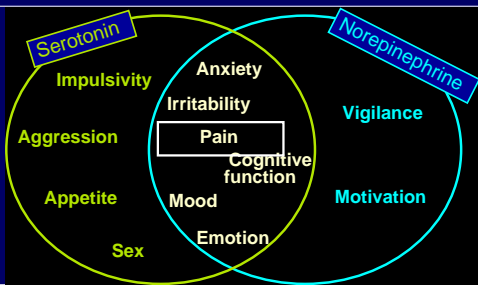 Serotonin
Norepinephrine
Impulsivity
Anxiety
Irritability
Vigilance
Aggression
Pain
Cognitive
function
Appetite
Mood
Motivation
Sex
Emotion